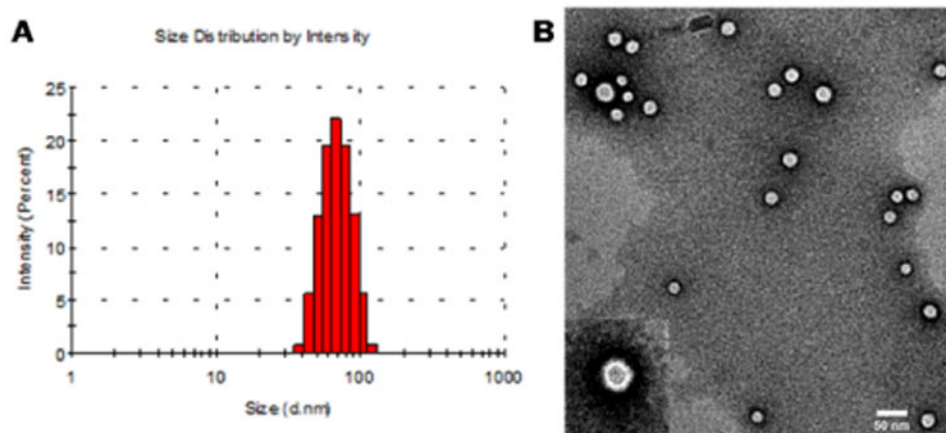 A
Size Distribution by Intensity
Intensity (Percent)
25
20
15
10
5
0
1
10
100
1000
Size (d.nm)
B
50 nm